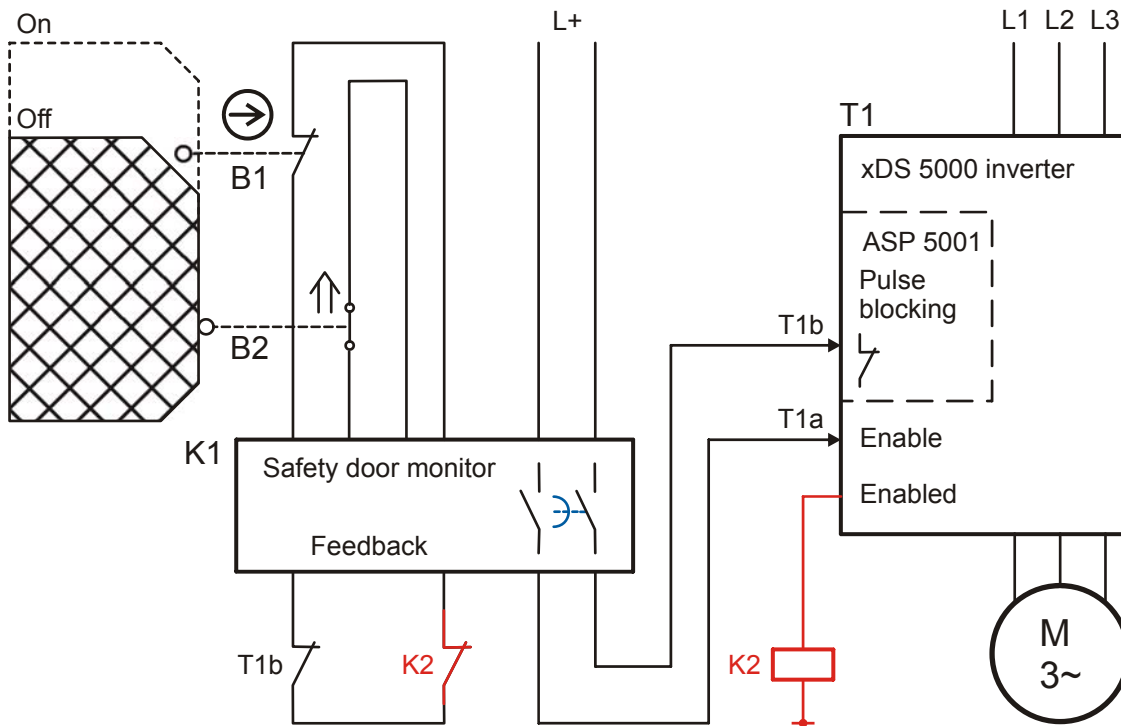 On
L+
L1 L2 L3
Off
T1
B1
xDS 5000 inverter
ASP 5001
Pulse
blocking
T1b
B2
T1a
Enable
K1
Safety door monitor
Enabled
Feedback
T1b
K2
K2
M
3~